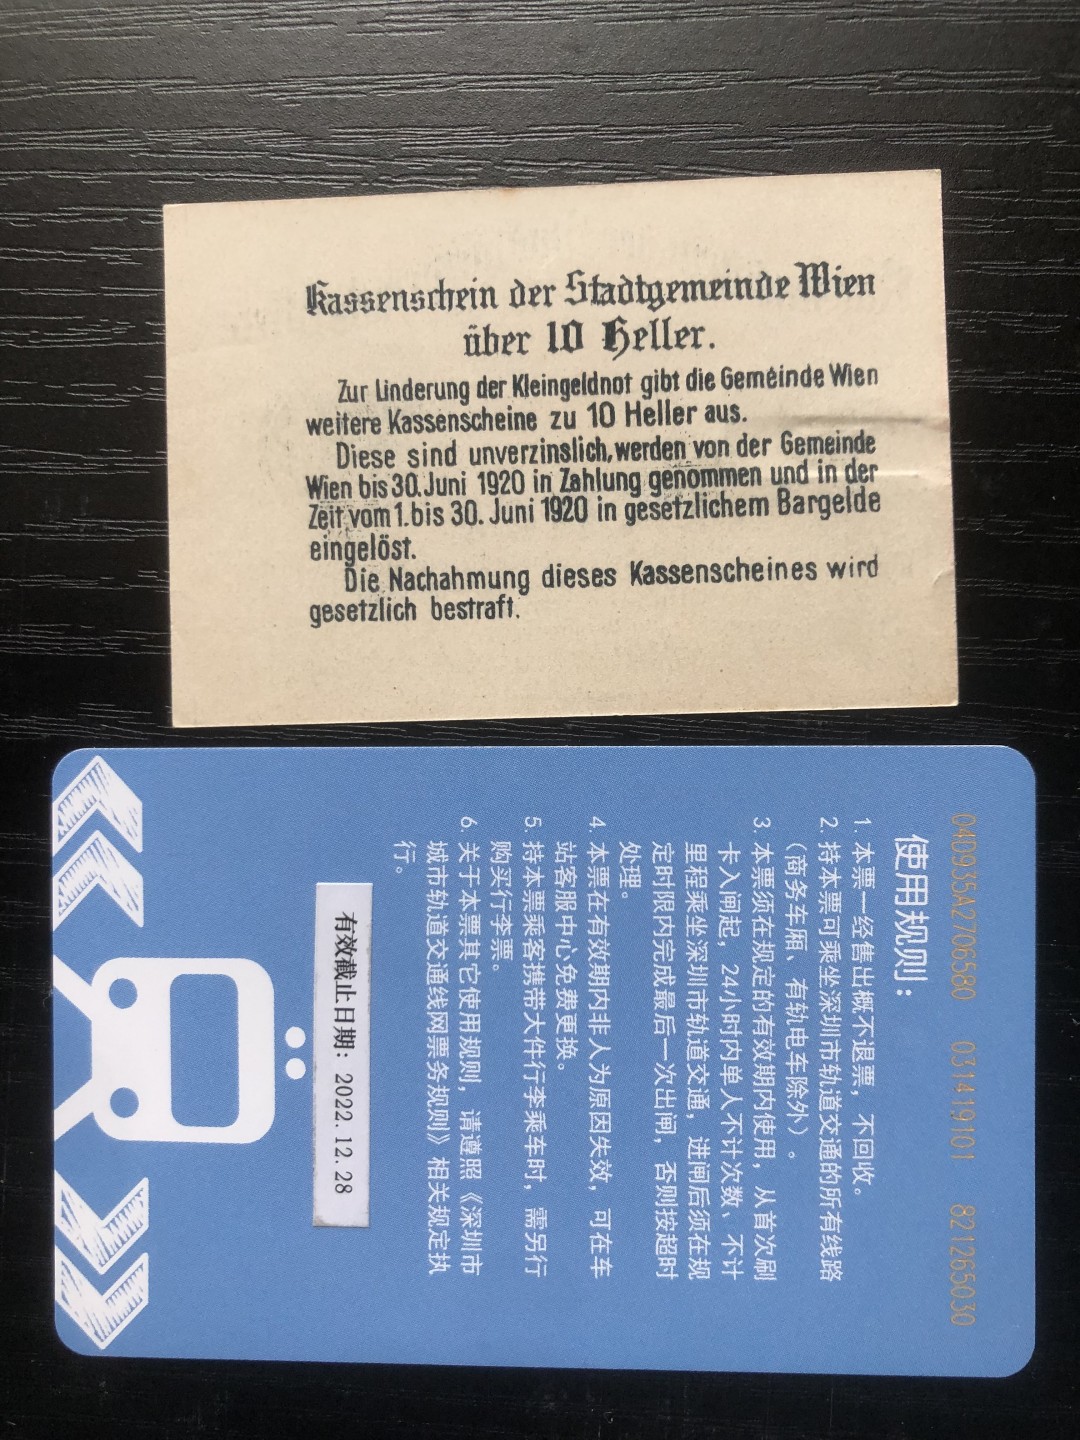 Kassenschein der Stadtgemeinde Wien
über 10 Heller.
Zur Linderung der Kleingeldnot gibt die Gemeinde Wien
weitere Kassenscheine zu 10 Heller aus.
Diese sind unverzinslich, werden von der Gemeinde
Wien bis 30. Juni 1920 in Zahlung genommen und in der
Zeit vom 1. bis 30. Juni 1920 in gesetzlichem Bargelde
eingelöst.
Die Nachahmung dieses Kassenscheines wird
gesetzlich bestraft.
04D935A2706580 031419101 821265030
使用规则：
1. 本票一经售出概不退票，不回收。
2. 持本票可乘坐深圳市轨道交通的所有线路
（商务车厢、有轨电车除外）。
3. 本票须在规定的有效期内使用，从首次刷
卡入闸起，24小时内单人不计次数、不计
里程乘坐深圳市轨道交通，进闸后须在规
定时限内完成最后一次出闸，否则按超时
处理。
4. 本票在有效期内非人为原因失效，可在车
站客服中心免费更换。
5. 持本票乘客携带大件行李乘车时，需另行
购买行李票。
6. 关于本票其它使用规则，请遵照《深圳市
城市轨道交通线网票务规则》相关规定执
行。
有效截止日期：2022.12.28